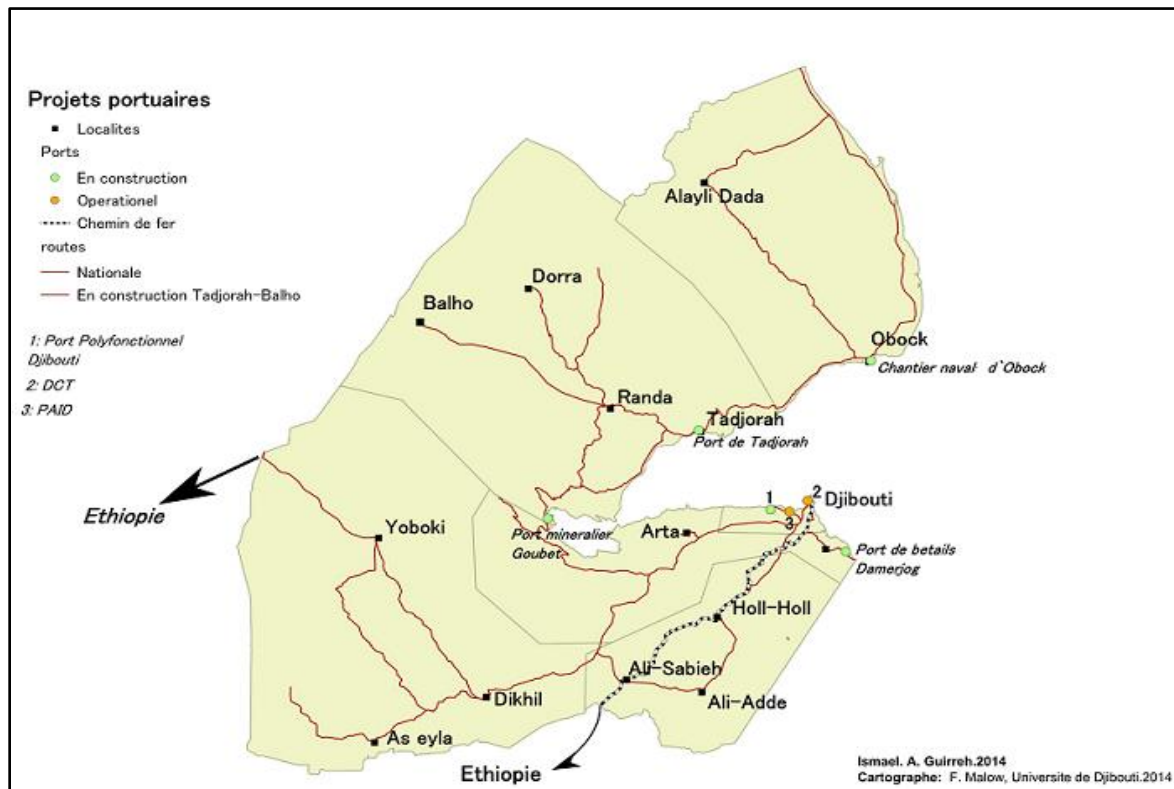 Projets portuaires
Localites
Ports
En construction
Operationel
Chemin de fer
routes
Nationale
En construction Tadjorah-Balho
1: Port Polyfonctionnel
Djibouti
2: DCT
3: PAID
Alayli Dada
Dorra
Balho
Obock
Chantier naval d`Obock
Randa
Tadjorah
Port de Tadjorah
Ethiopie
1
2
Djibouti
3
Yoboki
Port mineralier
Goubet
Arta
Port de betails
Damerjog
Holl-Holl
Ali-Sabieh
Dikhil
Ali-Adde
As eyla
Ethiopie
Ismael. A. Guirreh.2014
Cartographe: F. Malow, Universite de Djibouti.2014